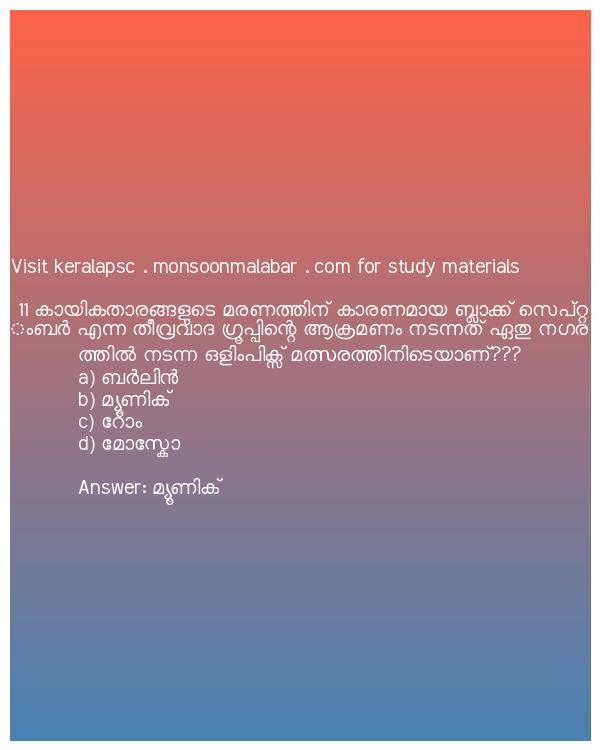 Visit keralapsc . monsoonmalabar . com for study materials
11 കായികതാരങ്ങളുടെ മരണത്തിന് കാരണമായ ബ്ലാക്ക് സെപ്റ്റ
ംബർ എന്ന തീവ്രവാദ ഗ്രൂപ്പിന്റെ ആക്രമണം നടന്നത് ഏതു നഗര
ത്തിൽ നടന്ന ഒളിംപിക്സ് മത്സരത്തിനിടെയാണ്???
a) ബർലിൻ
b) മ്യൂണിക്
c) റോം
d) മോസ്കോ
Answer: മ്യൂണിക്